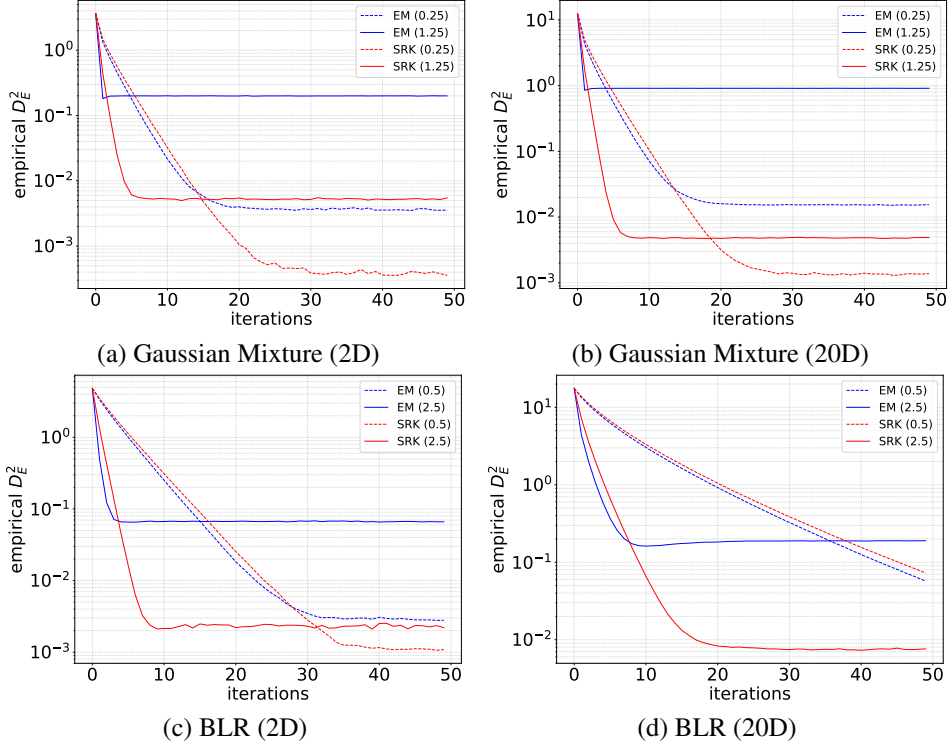 EM (0.25)
EM (1.25)
SRK (0.25)
SRK (1.25)
10^0
10^-1
10^-2
10^-3
empirical D_E^2
0 10 20 30 40 50
iterations
(a) Gaussian Mixture (2D)
EM (0.25)
EM (1.25)
SRK (0.25)
SRK (1.25)
10^1
10^0
10^-1
10^-2
10^-3
empirical D_E^2
0 10 20 30 40 50
iterations
(b) Gaussian Mixture (20D)
EM (0.5)
EM (2.5)
SRK (0.5)
SRK (2.5)
10^0
10^-1
10^-2
10^-3
empirical D_E^2
0 10 20 30 40 50
iterations
(c) BLR (2D)
EM (0.5)
EM (2.5)
SRK (0.5)
SRK (2.5)
10^1
10^0
10^-1
10^-2
empirical D_E^2
0 10 20 30 40 50
iterations
(d) BLR (20D)